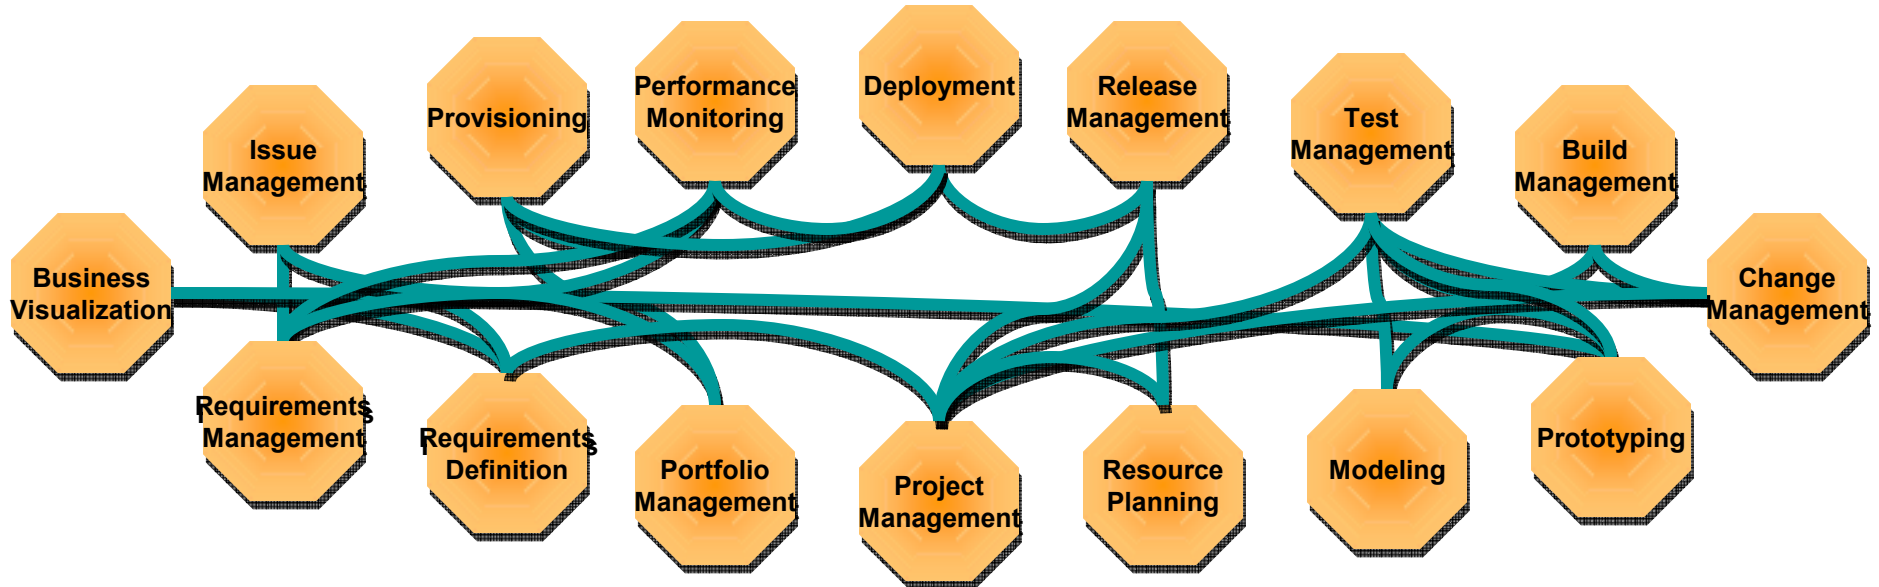 Business
Visualization
Issue
Management
Provisioning
Performance
Monitoring
Deployment
Release
Management
Test
Management
Build
Management
Change
Management
Requirements
Management
Requirements
Definition
Portfolio
Management
Project
Management
Resource
Planning
Modeling
Prototyping